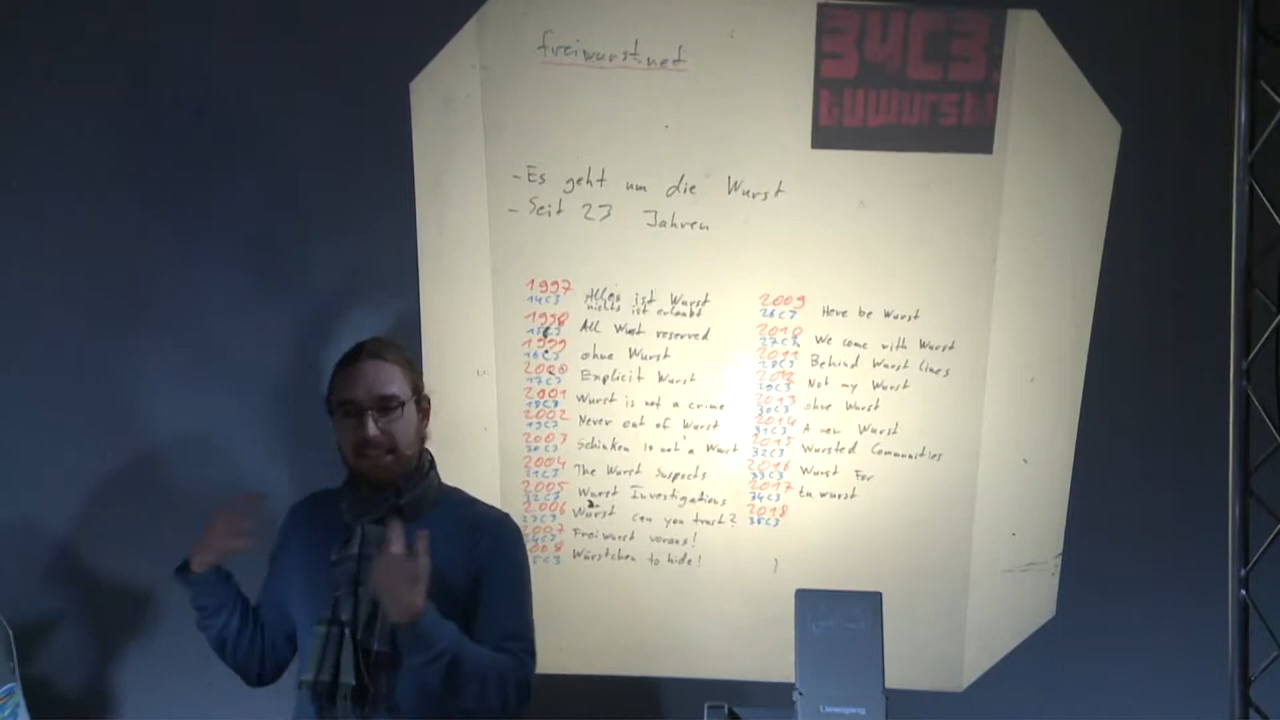 freiwurst.net
34C3:
tuwurst!
- Es geht um die Wurst
- Seit 23 Jahren
1997 14C3 Alles ist Wurst
nichts ist erlaubt
1998 15C3 All Wurst reserved
1999 16C3 ohne Wurst
2000 17C3 Explicit Wurst
2001 18C3 Wurst is not a crime
2002 19C3 Never out of Wurst
2003 20C3 Schinken is not a Wurst
2004 21C3 The Wurst suspects
2005 22C3 Wurst Investigations
2006 23C3 Wurst can you trust?
2007 24C3 Freiwurst voraus!
Würstchen to hide!
2009 26C3 Here be Wurst
2010 27C3 We come with Wurst
2011 28C3 Behind Wurst lines
2012 29C3 Not my Wurst
2013 30C3 ohne Wurst
2014 31C3 A new Wurst
2015 32C3 Wursted Communities
2016 33C3 Wurst For
2017 34C3 tu wurst
2018 35C3
Liesegang